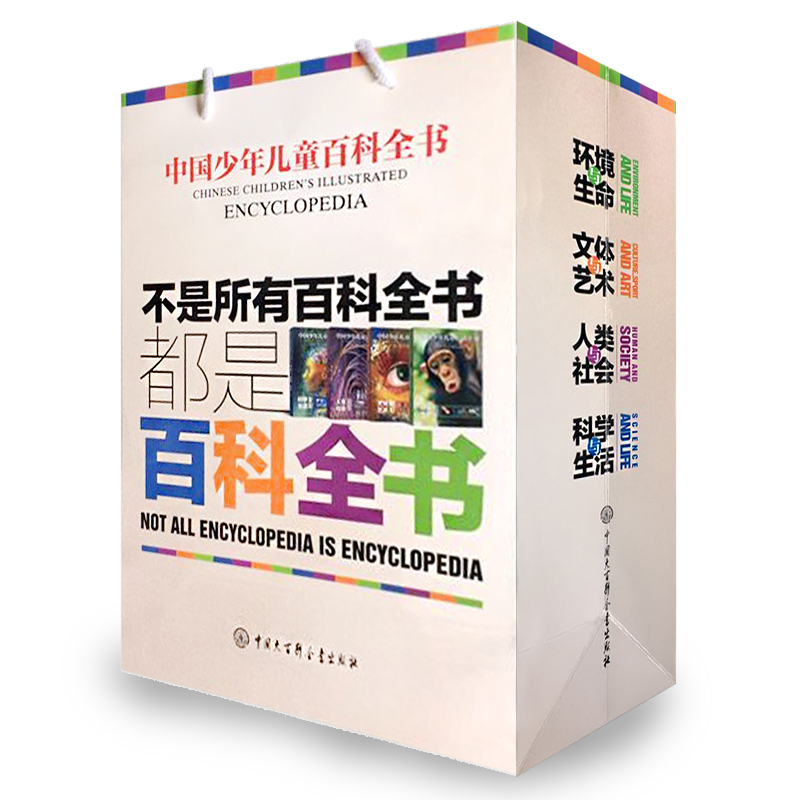 中国少年儿童百科全书
CHINESE CHILDREN'S ILLUSTRATED
ENCYCLOPEDIA
不是所有百科全书
都是
百科全书
NOT ALL ENCYCLOPEDIA IS ENCYCLOPEDIA
中国大百科全书出版社
环境
与
生命
ENVIRONMENT
AND LIFE
文体
与
艺术
CULTURE, SPORT
AND ART
人类
与
社会
HUMAN AND
SOCIETY
科学
与
生活
SCIENCE
AND LIFE
中国大百科全书出版社